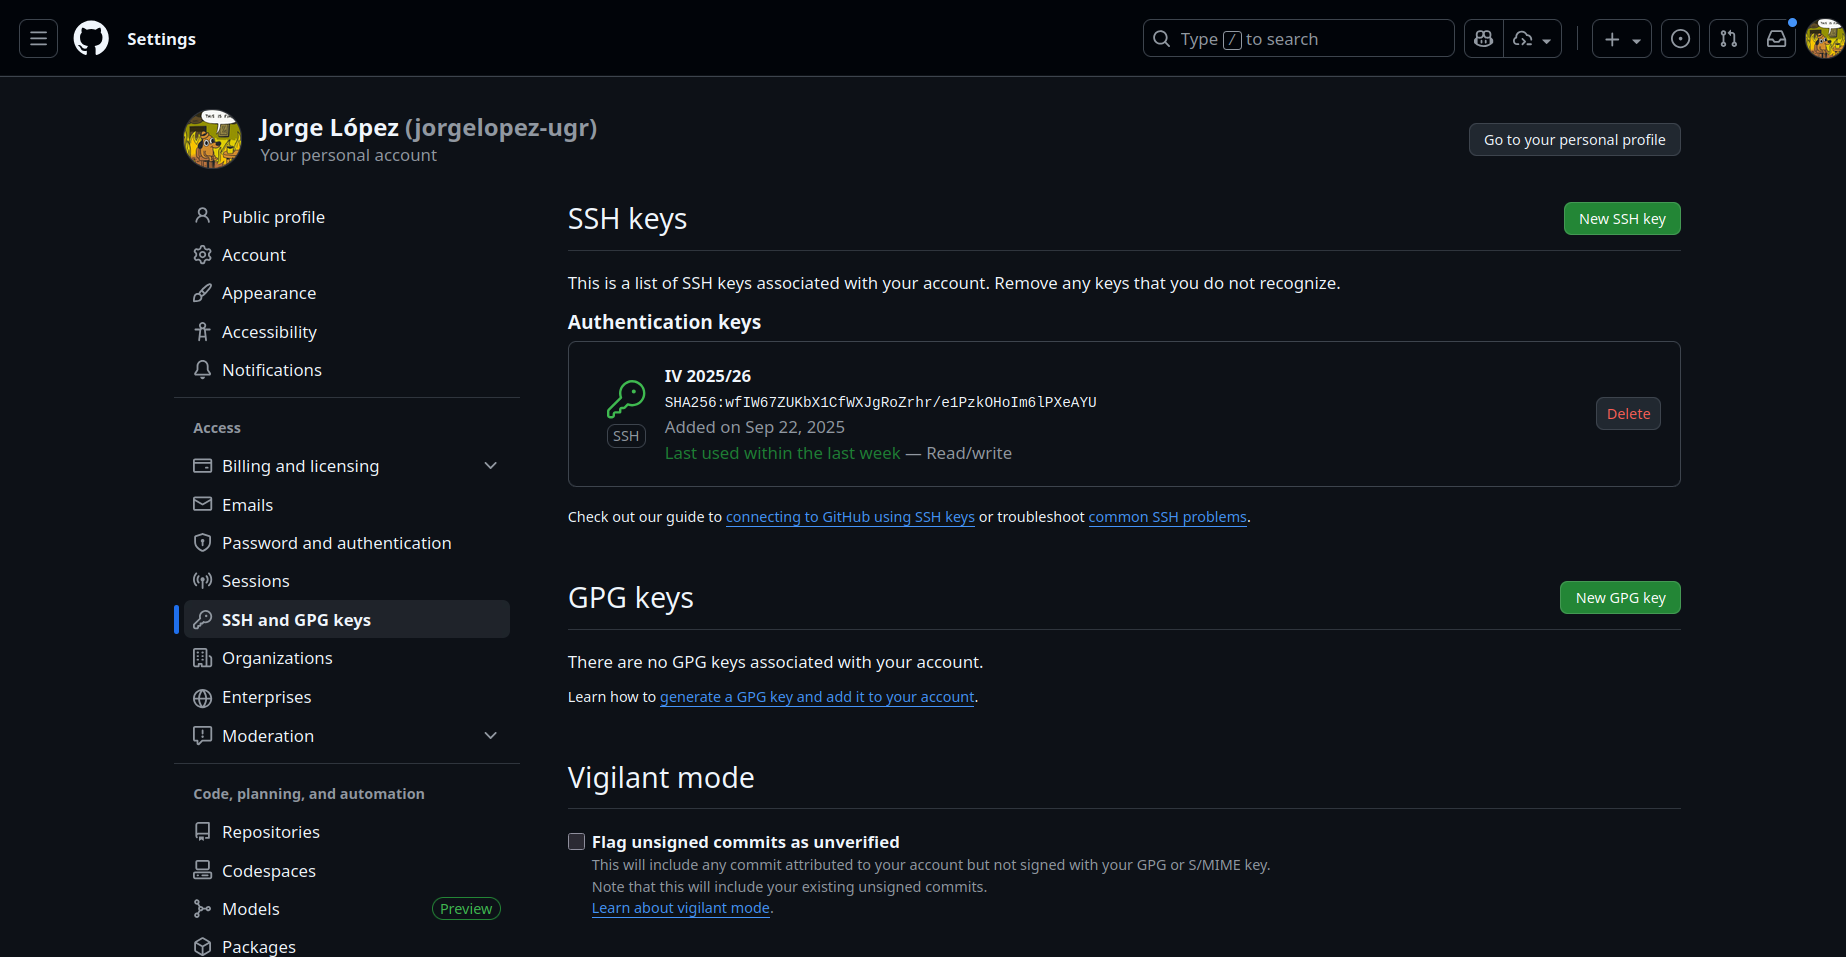 Settings
Type / to search
Jorge López (jorgelopez-ugr)
Your personal account
Go to your personal profile
Public profile
Account
Appearance
Accessibility
Notifications
Access
Billing and licensing
Emails
Password and authentication
Sessions
SSH and GPG keys
Organizations
Enterprises
Moderation
Code, planning, and automation
Repositories
Codespaces
Models Preview
Packages
SSH keys
New SSH key
This is a list of SSH keys associated with your account. Remove any keys that you do not recognize.
Authentication keys
SSH
IV 2025/26
SHA256:wfIW67ZUKbX1CfWXJgRoZrhr/e1PzkOHoIm6lPXeAYU
Added on Sep 22, 2025
Last used within the last week — Read/write
Delete
Check out our guide to connecting to GitHub using SSH keys or troubleshoot common SSH problems.
GPG keys
New GPG key
There are no GPG keys associated with your account.
Learn how to generate a GPG key and add it to your account.
Vigilant mode
Flag unsigned commits as unverified
This will include any commit attributed to your account but not signed with your GPG or S/MIME key.
Note that this will include your existing unsigned commits.
Learn about vigilant mode.